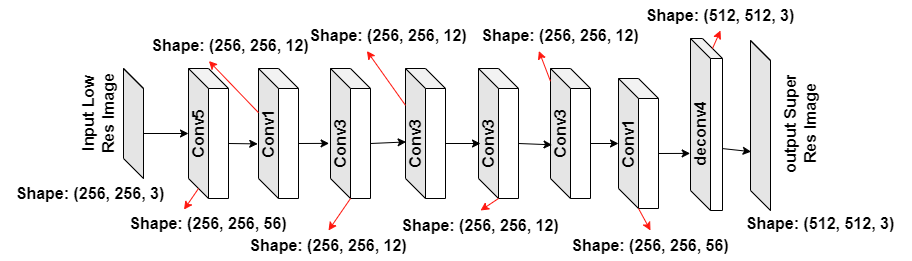 Shape: (512, 512, 3)
Shape: (256, 256, 12)
Shape: (256, 256, 12)
Shape: (256, 256, 12)
Input Low
Res Image
Conv5
Conv1
Conv3
Conv3
Conv3
Conv3
Conv1
deconv4
output Super
Res Image
Shape: (256, 256, 3)
Shape: (256, 256, 56)
Shape: (256, 256, 12)
Shape: (256, 256, 12)
Shape: (256, 256, 56)
Shape: (512, 512, 3)